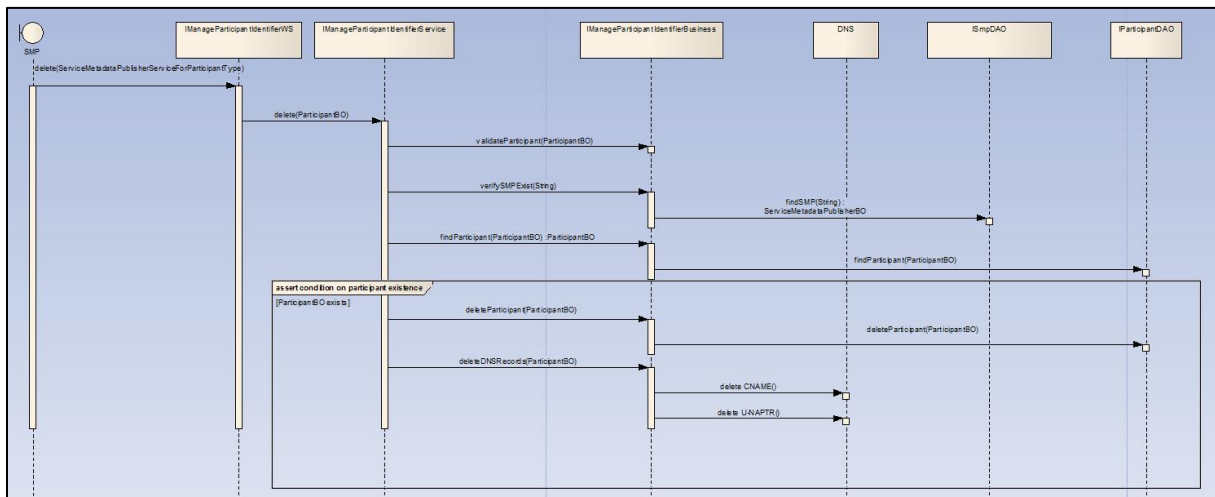 IManageParticipantIdentifierWS
IManageParticipantIdentifierService
IManageParticipantIdentifierBusiness
DNS
ISmpDAO
IParticipantDAO
SMP
delete(ServiceMetadataPublisherServiceForParticipantType)
delete(ParticipantBO)
validateParticipant(ParticipantBO)
verifySMPExist(String)
findSMP(String) :
ServiceMetadataPublisherBO
findParticipant(ParticipantBO) :ParticipantBO
findParticipant(ParticipantBO)
assert condition on participant existence
[ParticipantBO exists]
deleteParticipant(ParticipantBO)
deleteParticipant(ParticipantBO)
deleteDNSRecords(ParticipantBO)
delete CNAME()
delete U-NAPTR()